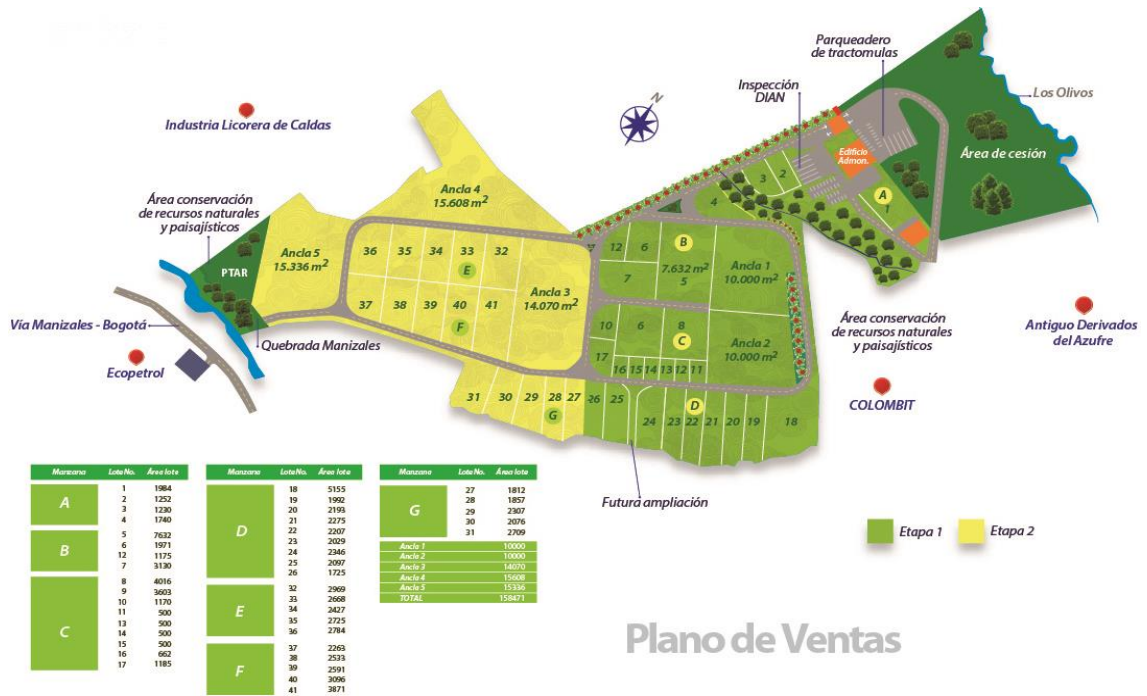 Parqueadero
de tractomulas
Inspección
DIAN
Los Olivos
N
Industria Licorera de Caldas
Edificio
Admon.
Área de cesión
Ancla 4
15.608 m²
3
2
A
1
4
Área conservación
de recursos naturales
y paisajísticos
Ancla 5
15.336 m²
PTAR
36
35
34
33
32
E
37
38
39
40
41
F
Ancla 3
14.070 m²
12
6
B
7
7.632 m²
5
Ancla 1
10.000 m²
10
6
8
C
17
16
15
14
13
12
11
Ancla 2
10.000 m²
Área conservación
de recursos naturales
y paisajísticos
Antiguo Derivados
del Azufre
COLOMBIT
Vía Manizales - Bogotá
Quebrada Manizales
Ecopetrol
31
30
29
28
27
G
26
25
24
23
22
21
20
19
18
D
Futura ampliación
Etapa 1
Etapa 2
Manzana Lote No. Área lote
A
1 1984
2 1252
3 1230
4 1740
B
5 7632
6 1971
12 1175
7 3130
C
8 4016
9 3603
10 1170
11 500
13 500
14 500
15 500
16 662
17 1185
Manzana Lote No. Área lote
D
18 5155
19 1992
20 2193
21 2275
22 2207
23 2029
24 2346
25 2097
26 1725
E
32 2969
33 2668
34 2427
35 2725
36 2784
F
37 2263
38 2533
39 2591
40 3096
41 3871
Manzana Lote No. Área lote
G
27 1812
28 1857
29 2307
30 2076
31 2709
Ancla 1 10000
Ancla 2 10000
Ancla 3 14070
Ancla 4 15608
Ancla 5 15336
TOTAL 158471
Plano de Ventas